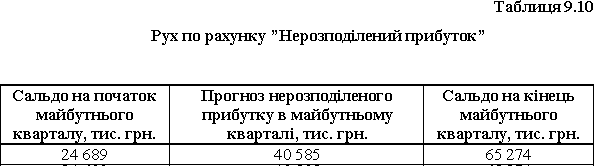 Таблиця 9.10
Рух по рахунку ”Нерозподілений прибуток”
Сальдо на початок майбутнього кварталу, тис. грн.
Прогноз нерозподіленого прибутку в майбутньому кварталі, тис. грн.
Сальдо на кінець майбутнього кварталу, тис. грн.
24 689 40 585 65 274